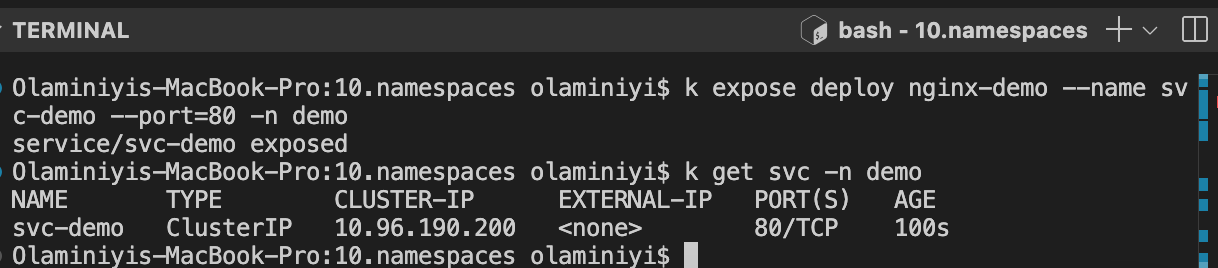 TERMINAL
bash - 10.namespaces
Olaminiyis-MacBook-Pro:10.namespaces olaminiyi$ k expose deploy nginx-demo --name sv
c-demo --port=80 -n demo
service/svc-demo exposed
Olaminiyis-MacBook-Pro:10.namespaces olaminiyi$ k get svc -n demo
NAME       TYPE        CLUSTER-IP      EXTERNAL-IP   PORT(S)   AGE
svc-demo   ClusterIP   10.96.190.200   <none>        80/TCP    100s
Olaminiyis-MacBook-Pro:10.namespaces olaminiyi$